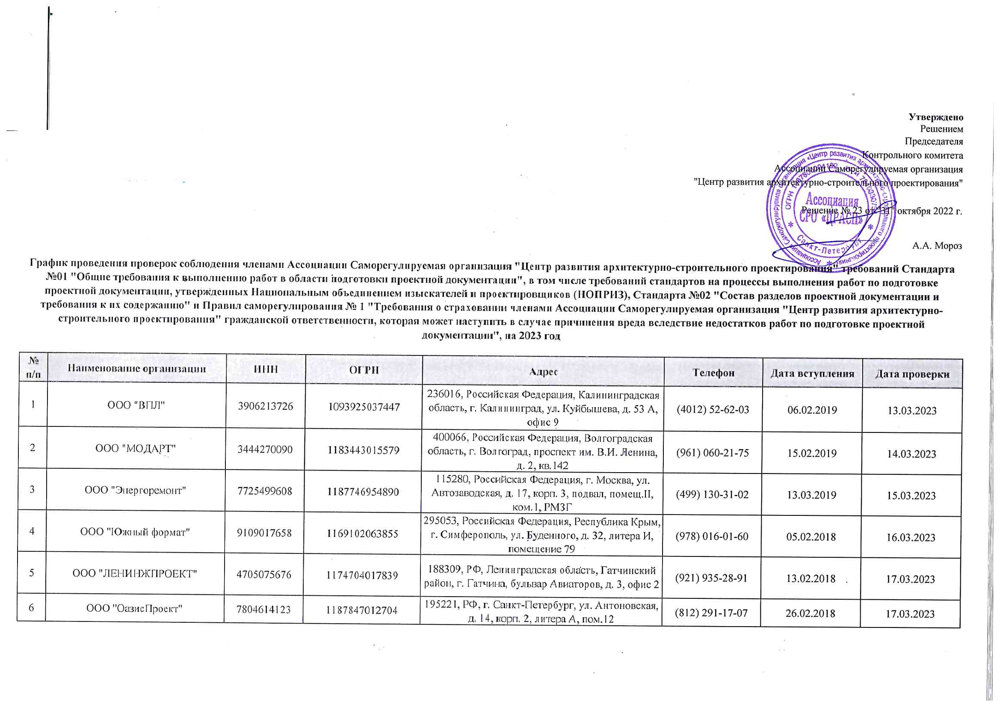 Утверждено
Решением
Председателя
Контрольного комитета
Ассоциации Саморегулируемая организация
"Центр развития архитектурно-строительного проектирования"
Решение № 23 от "31" октября 2022 г.
А.А. Мороз
Ассоциация
СРО «ЦРАСП»
Санкт-Петербург
График проведения проверок соблюдения членами Ассоциации Саморегулируемая организация "Центр развития архитектурно-строительного проектирования" требований Стандарта
№01 "Общие требования к выполнению работ в области подготовки проектной документации", в том числе требований стандартов на процессы выполнения работ по подготовке
проектной документации, утвержденных Национальным объединением изыскателей и проектировщиков (НОПРИЗ), Стандарта №02 "Состав разделов проектной документации и
требования к их содержанию" и Правил саморегулирования № 1 "Требования о страховании членами Ассоциации Саморегулируемая организация "Центр развития архитектурно-
строительного проектирования" гражданской ответственности, которая может наступить в случае причинения вреда вследствие недостатков работ по подготовке проектной
документации", на 2023 год
№ п/п Наименование организации ИНН ОГРН Адрес Телефон Дата вступления Дата проверки
1 ООО "ВПЛ" 3906213726 1093925037447 236016, Российская Федерация, Калининградская
область, г. Калининград, ул. Куйбышева, д. 53 А,
офис 9 (4012) 52-62-03 06.02.2019 13.03.2023
2 ООО "МОДАРТ" 3444270090 1183443015579 400066, Российская Федерация, Волгоградская
область, г. Волгоград, проспект им. В.И. Ленина,
д. 2, кв.142 (961) 060-21-75 15.02.2019 14.03.2023
3 ООО "Энергоремонт" 7725499608 1187746954890 115280, Российская Федерация, г. Москва, ул.
Автозаводская, д. 17, корп. 3, подвал, помещ.II,
ком.1, РМ3Г (499) 130-31-02 13.03.2019 15.03.2023
4 ООО "Южный формат" 9109017658 1169102063855 295053, Российская Федерация, Республика Крым,
г. Симферополь, ул. Буденного, д. 32, литера И,
помещение 79 (978) 016-01-60 05.02.2018 16.03.2023
5 ООО "ЛЕНИНЖПРОЕКТ" 4705075676 1174704017839 188309, РФ, Ленинградская область, Гатчинский
район, г. Гатчина, бульвар Авиаторов, д. 3, офис 2 (921) 935-28-91 13.02.2018 17.03.2023
6 ООО "ОазисПроект" 7804614123 1187847012704 195221, РФ, г. Санкт-Петербург, ул. Антоновская,
д. 14, корп. 2, литера А, пом.12 (812) 291-17-07 26.02.2018 17.03.2023